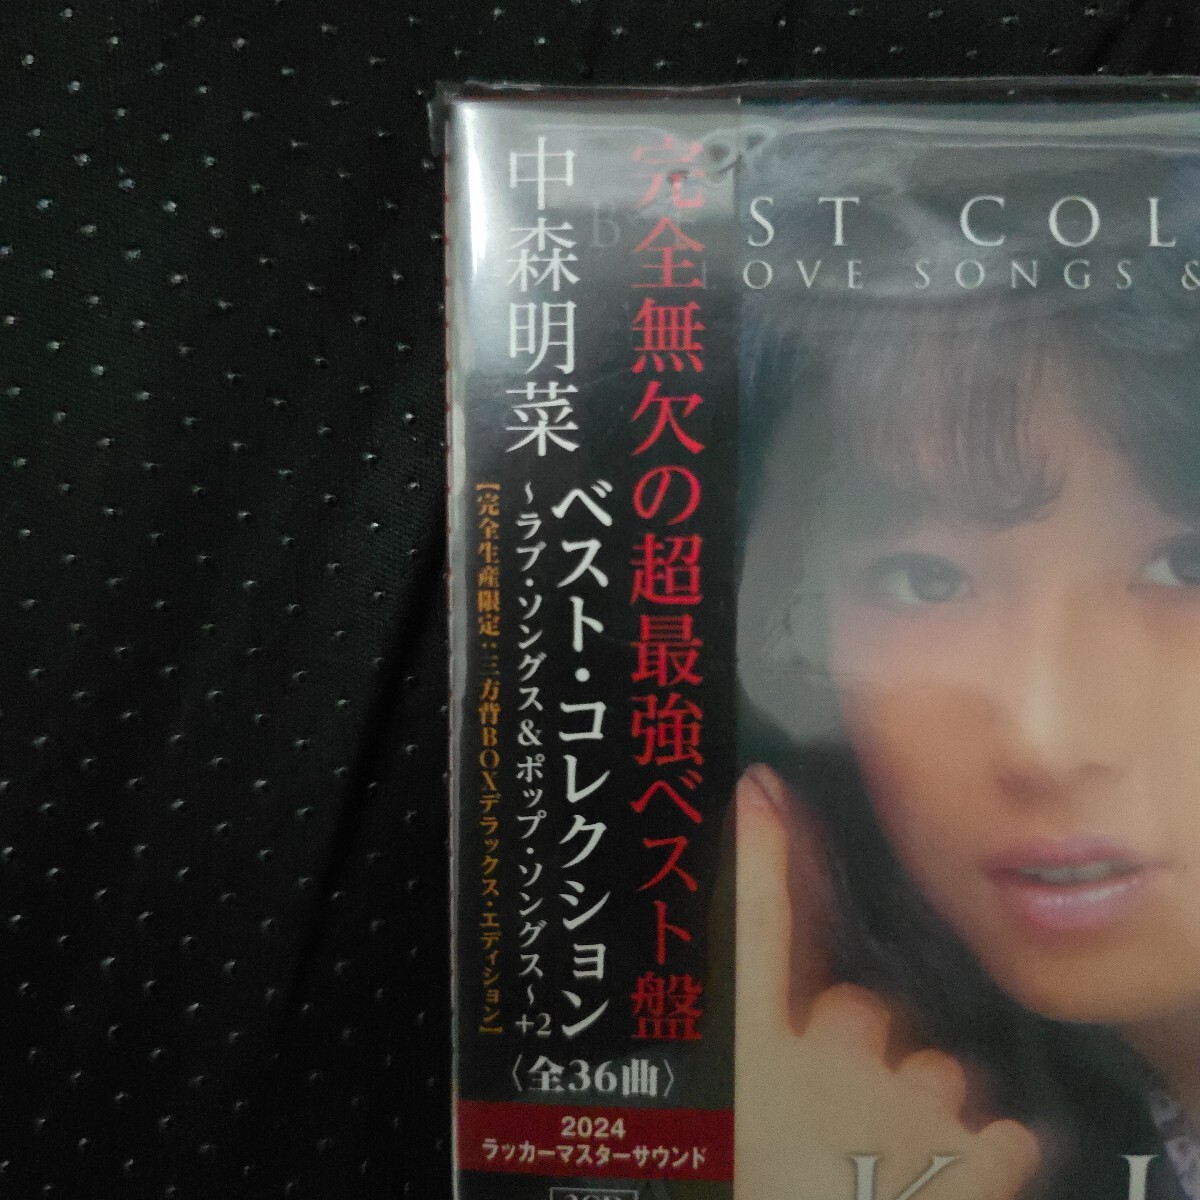 完全無欠の超最強ベスト盤
中森明菜
ベスト・コレクション
～ラブ・ソングス&ポップ・ソングス～+2
【完全生産限定:三方背BOXデラックス・エディション】
〈全36曲〉
2024
ラッカーマスターサウンド
2CD
BEST COL
LOVE SONGS &